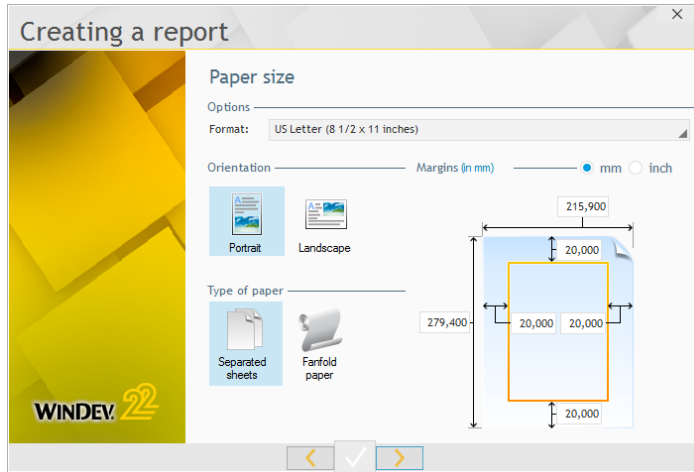 Creating a report
Paper size
Options
Format: US Letter (8 1/2 x 11 inches)
Orientation
Margins (in mm) mm inch
Portrait Landscape
215,900
20,000
Type of paper
279,400 20,000 20,000
Separated sheets
Fanfold paper
20,000
WINDEV. 22